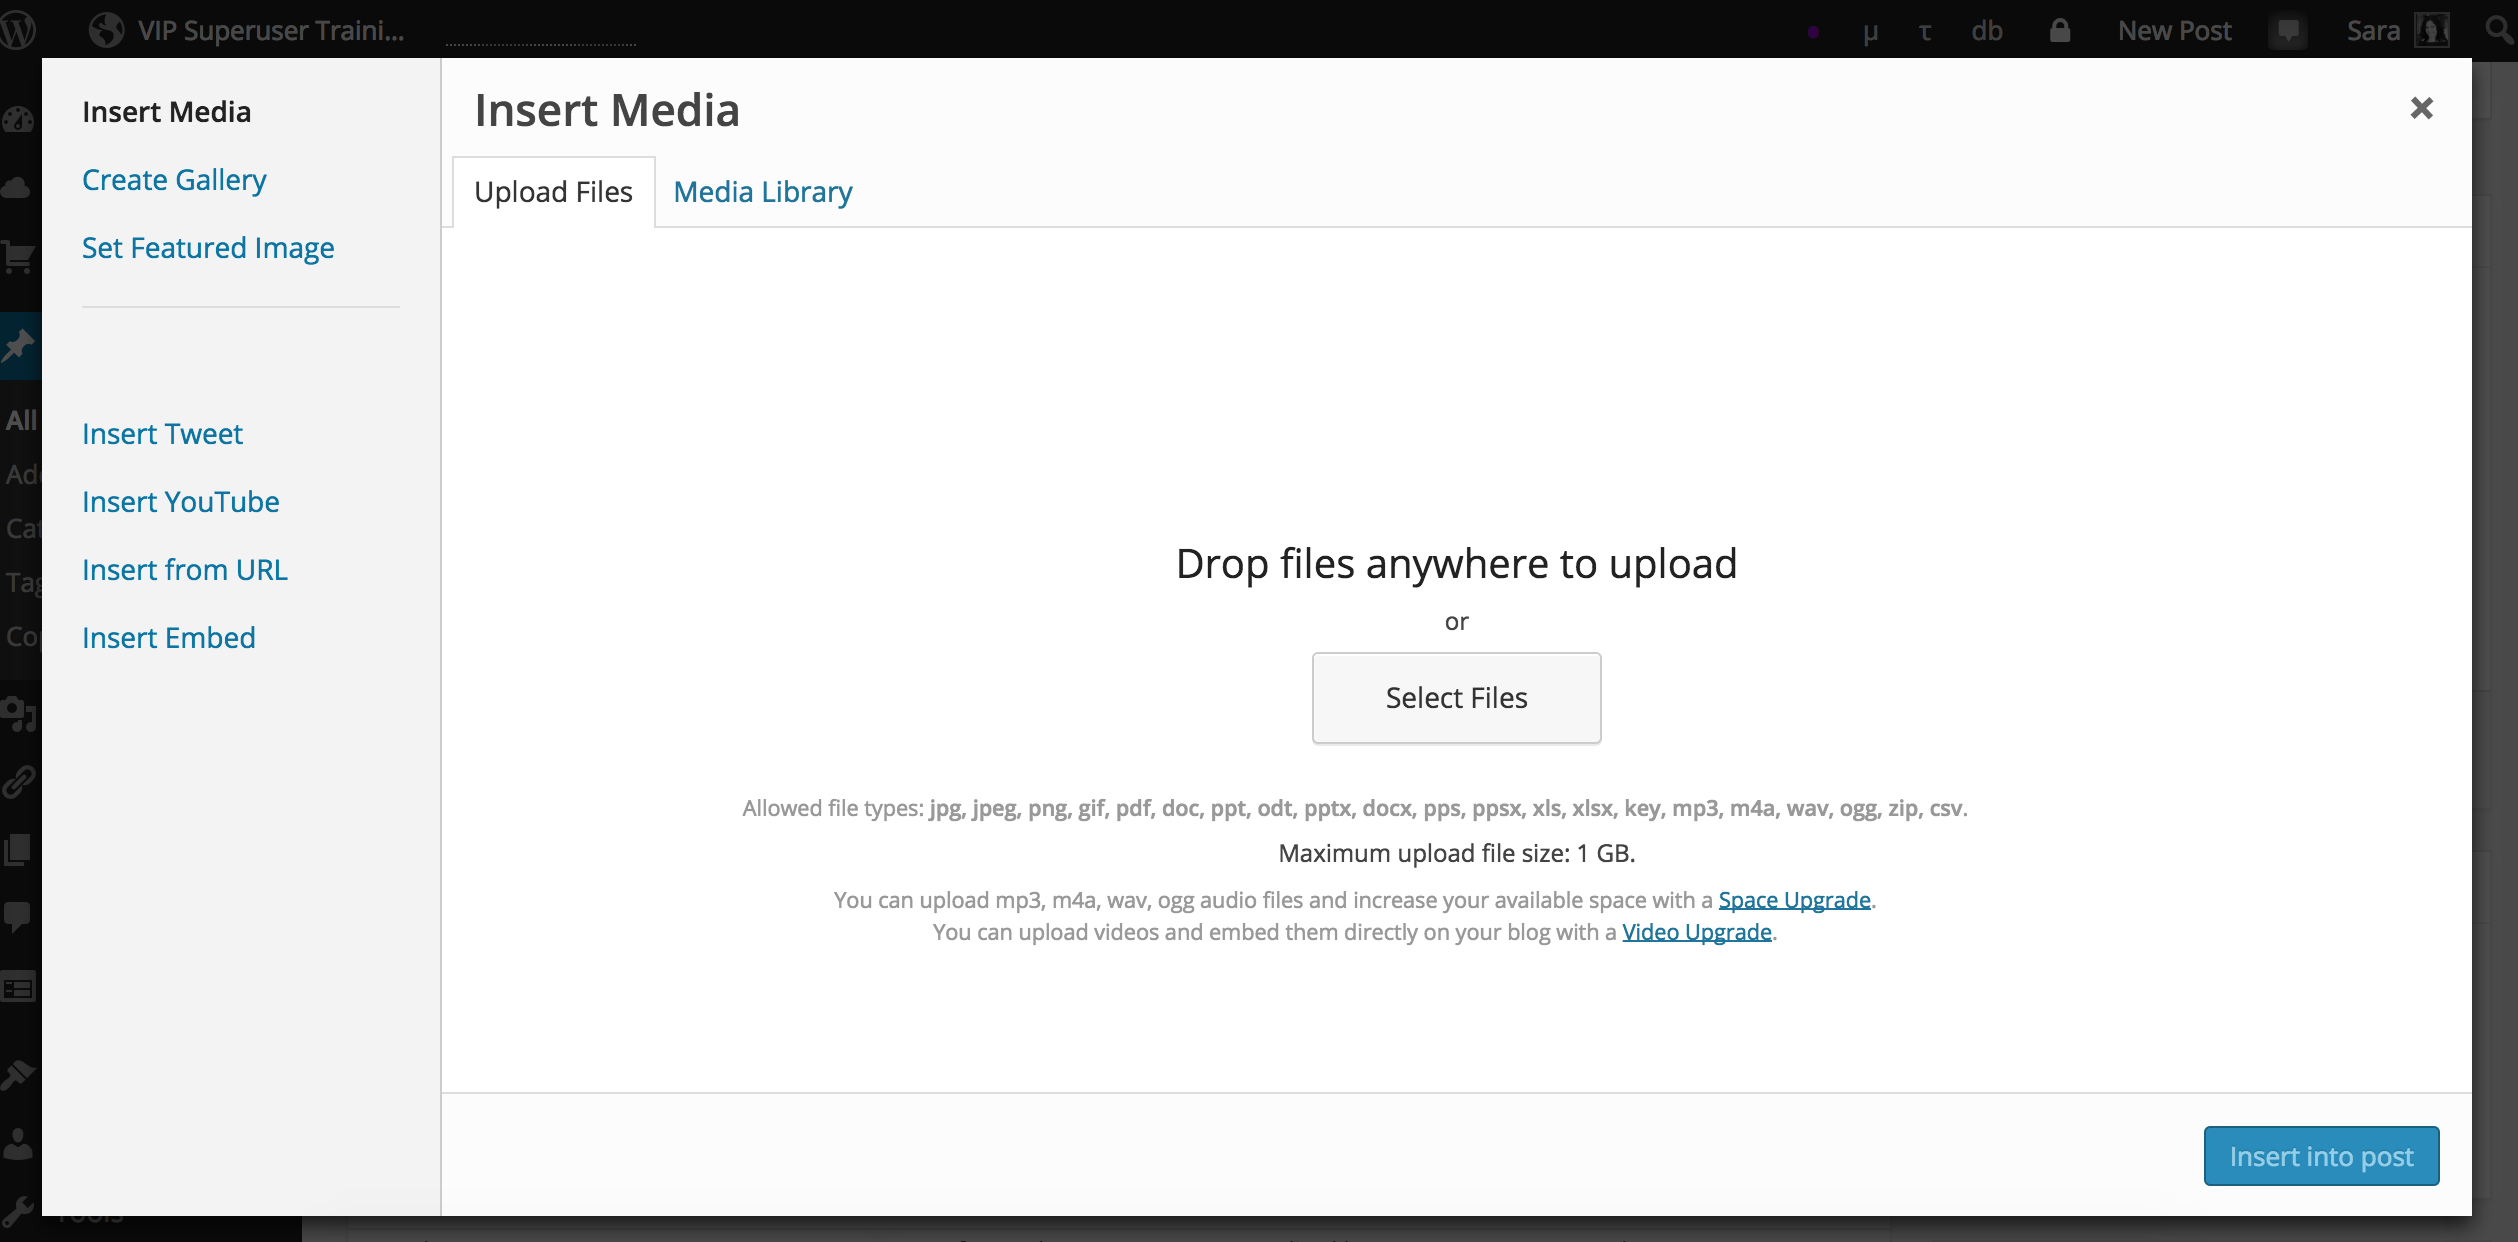 VIP Superuser Traini...
µ τ db New Post Sara
Insert Media
Create Gallery
Set Featured Image
Insert Tweet
Insert YouTube
Insert from URL
Insert Embed
All
Insert Media
Upload Files Media Library
Drop files anywhere to upload
or
Select Files
Allowed file types: jpg, jpeg, png, gif, pdf, doc, ppt, odt, pptx, docx, pps, ppsx, xls, xlsx, key, mp3, m4a, wav, ogg, zip, csv.
Maximum upload file size: 1 GB.
You can upload mp3, m4a, wav, ogg audio files and increase your available space with a Space Upgrade.
You can upload videos and embed them directly on your blog with a Video Upgrade.
Insert into post